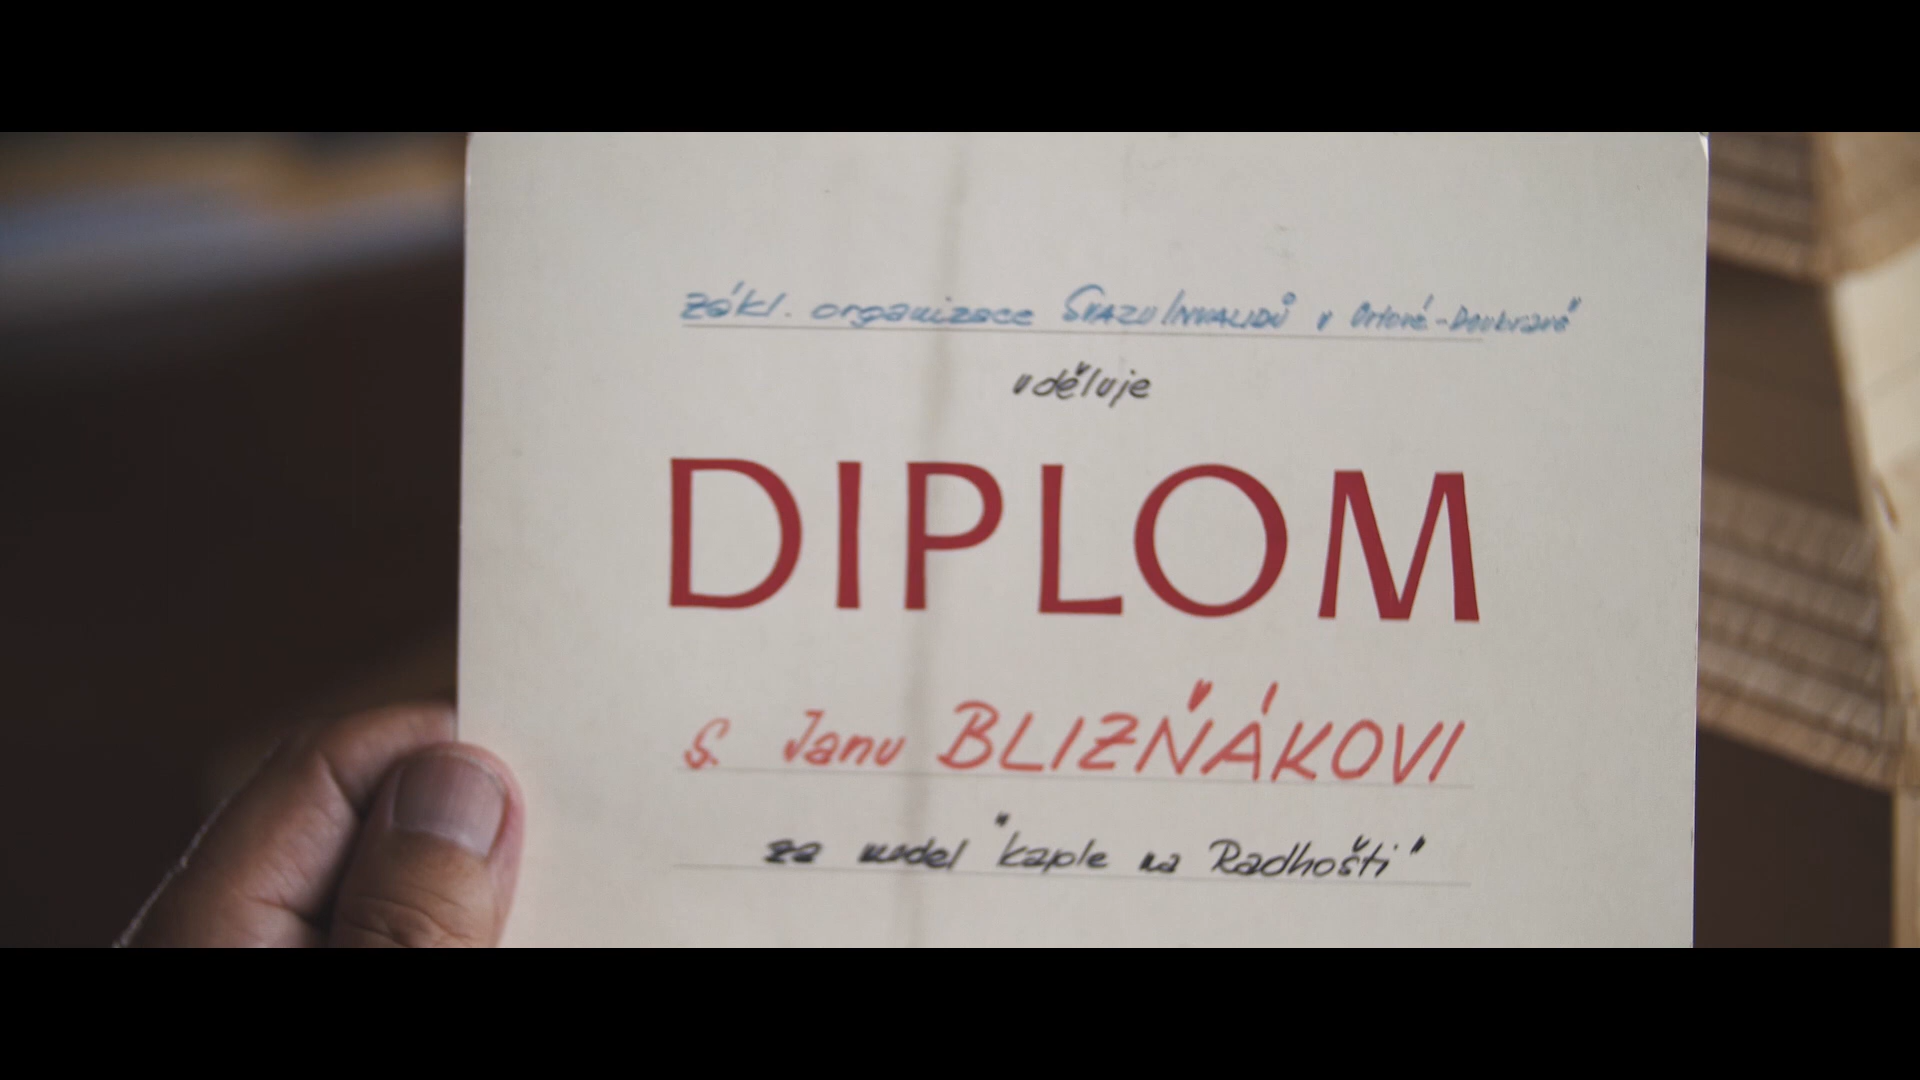 zákl. organizace SVAZU INVALIDŮ v Orlové-Doubravě
uděluje
DIPLOM
s. Janu BLIZŇÁKOVI
za model "kaple na Radhošti"